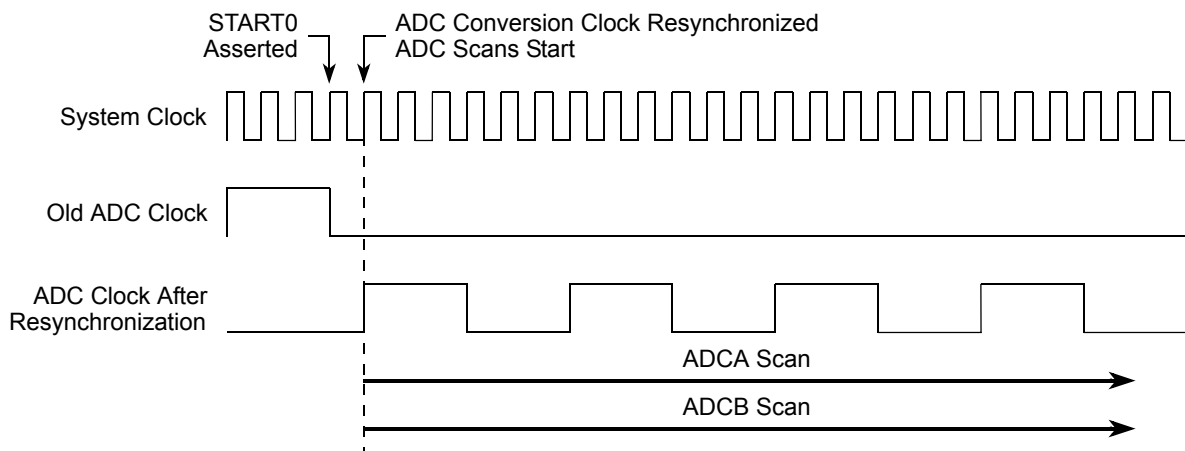 START0
Asserted
ADC Conversion Clock Resynchronized
ADC Scans Start
System Clock
Old ADC Clock
ADC Clock After
Resynchronization
ADCA Scan
ADCB Scan